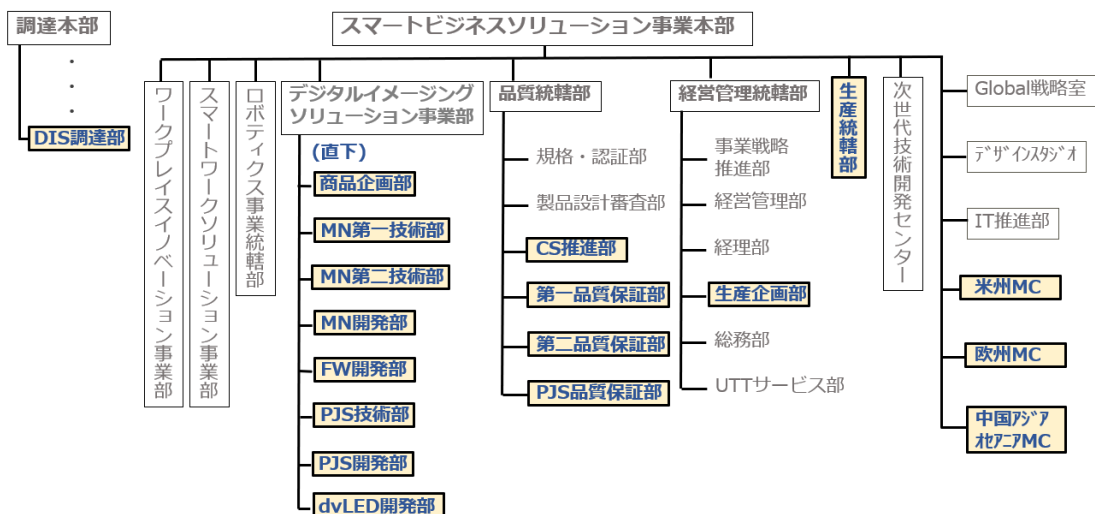 調達本部
・
・
・
DIS調達部
スマートビジネスソリューション事業本部
ワークプレイスイノベーション事業部
スマートワークソリューション事業部
ロボティクス事業統轄部
デジタルイメージング
ソリューション事業部
(直下)
商品企画部
MN第一技術部
MN第二技術部
MN開発部
FW開発部
PJS技術部
PJS開発部
dvLED開発部
品質統轄部
規格・認証部
製品設計審査部
CS推進部
第一品質保証部
第二品質保証部
PJS品質保証部
経営管理統轄部
事業戦略
推進部
経営管理部
経理部
生産企画部
総務部
UTTサービス部
生産統轄部
次世代技術開発センター
Global戦略室
ﾃﾞｻﾞｲﾝスタジオ
IT推進部
米州MC
欧州MC
中国ｱｼﾞｱ
ｵｾｱﾆｱMC